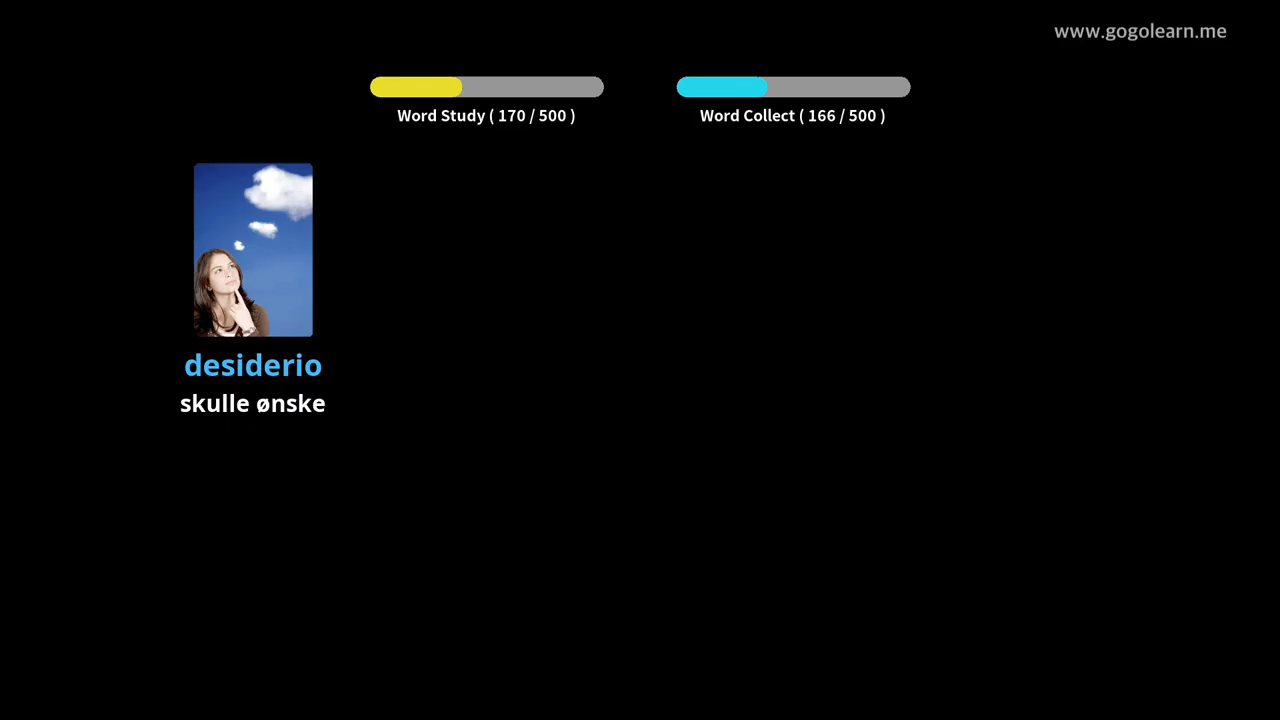 www.gogolearn.me
Word Study ( 170 / 500 )
Word Collect ( 166 / 500 )
desiderio
skulle ønske